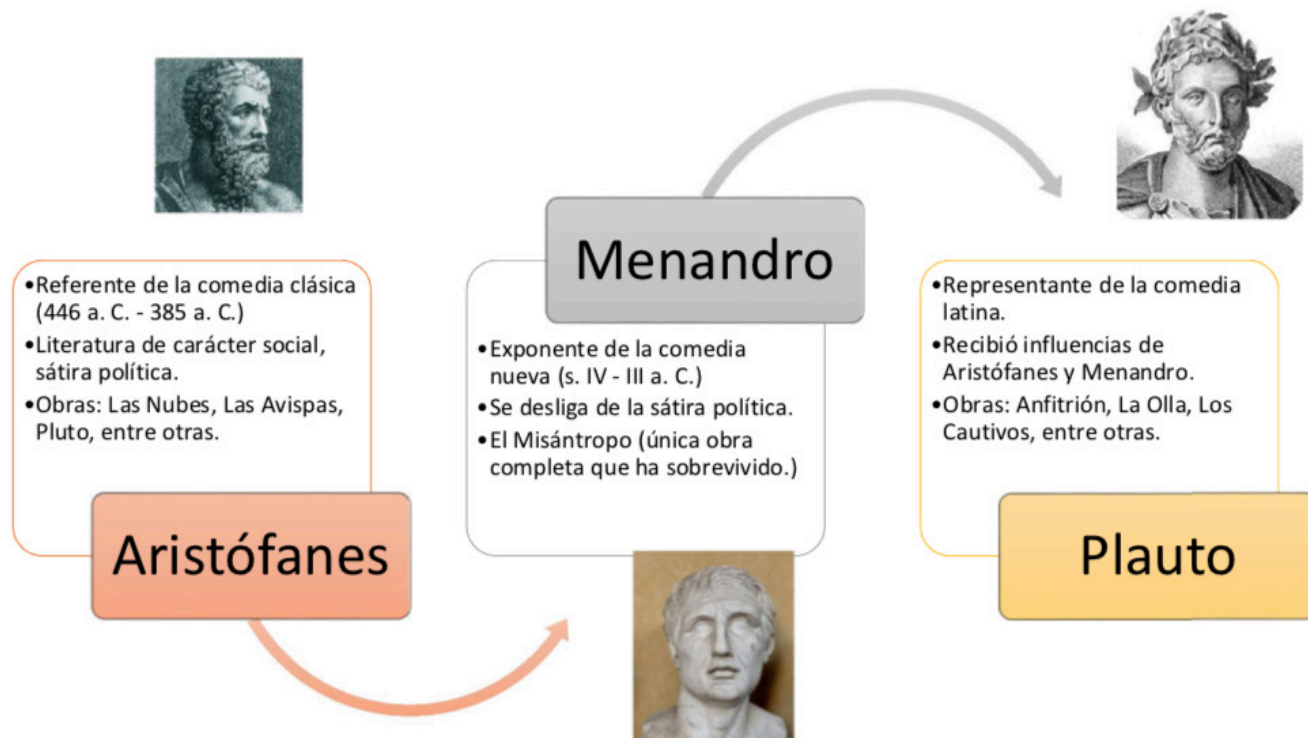 •Referente de la comedia clásica
(446 a. C. - 385 a. C.)
•Literatura de carácter social,
sátira política.
•Obras: Las Nubes, Las Avispas,
Pluto, entre otras.
Aristófanes
Menandro
•Exponente de la comedia
nueva (s. IV - III a. C.)
•Se desliga de la sátira política.
•El Misántropo (única obra
completa que ha sobrevivido.)
•Representante de la comedia
latina.
•Recibió influencias de
Aristófanes y Menandro.
•Obras: Anfitrión, La Olla, Los
Cautivos, entre otras.
Plauto